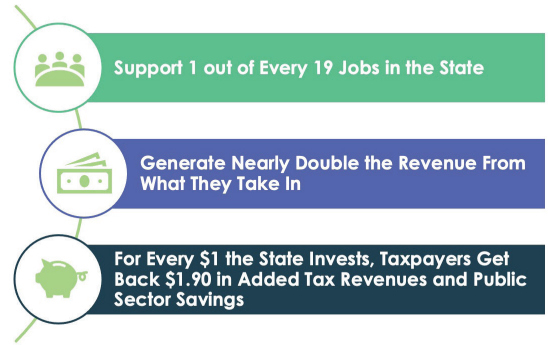 Support 1 out of Every 19 Jobs in the State
Generate Nearly Double the Revenue From
What They Take In
For Every $1 the State Invests, Taxpayers Get
Back $1.90 in Added Tax Revenues and Public
Sector Savings